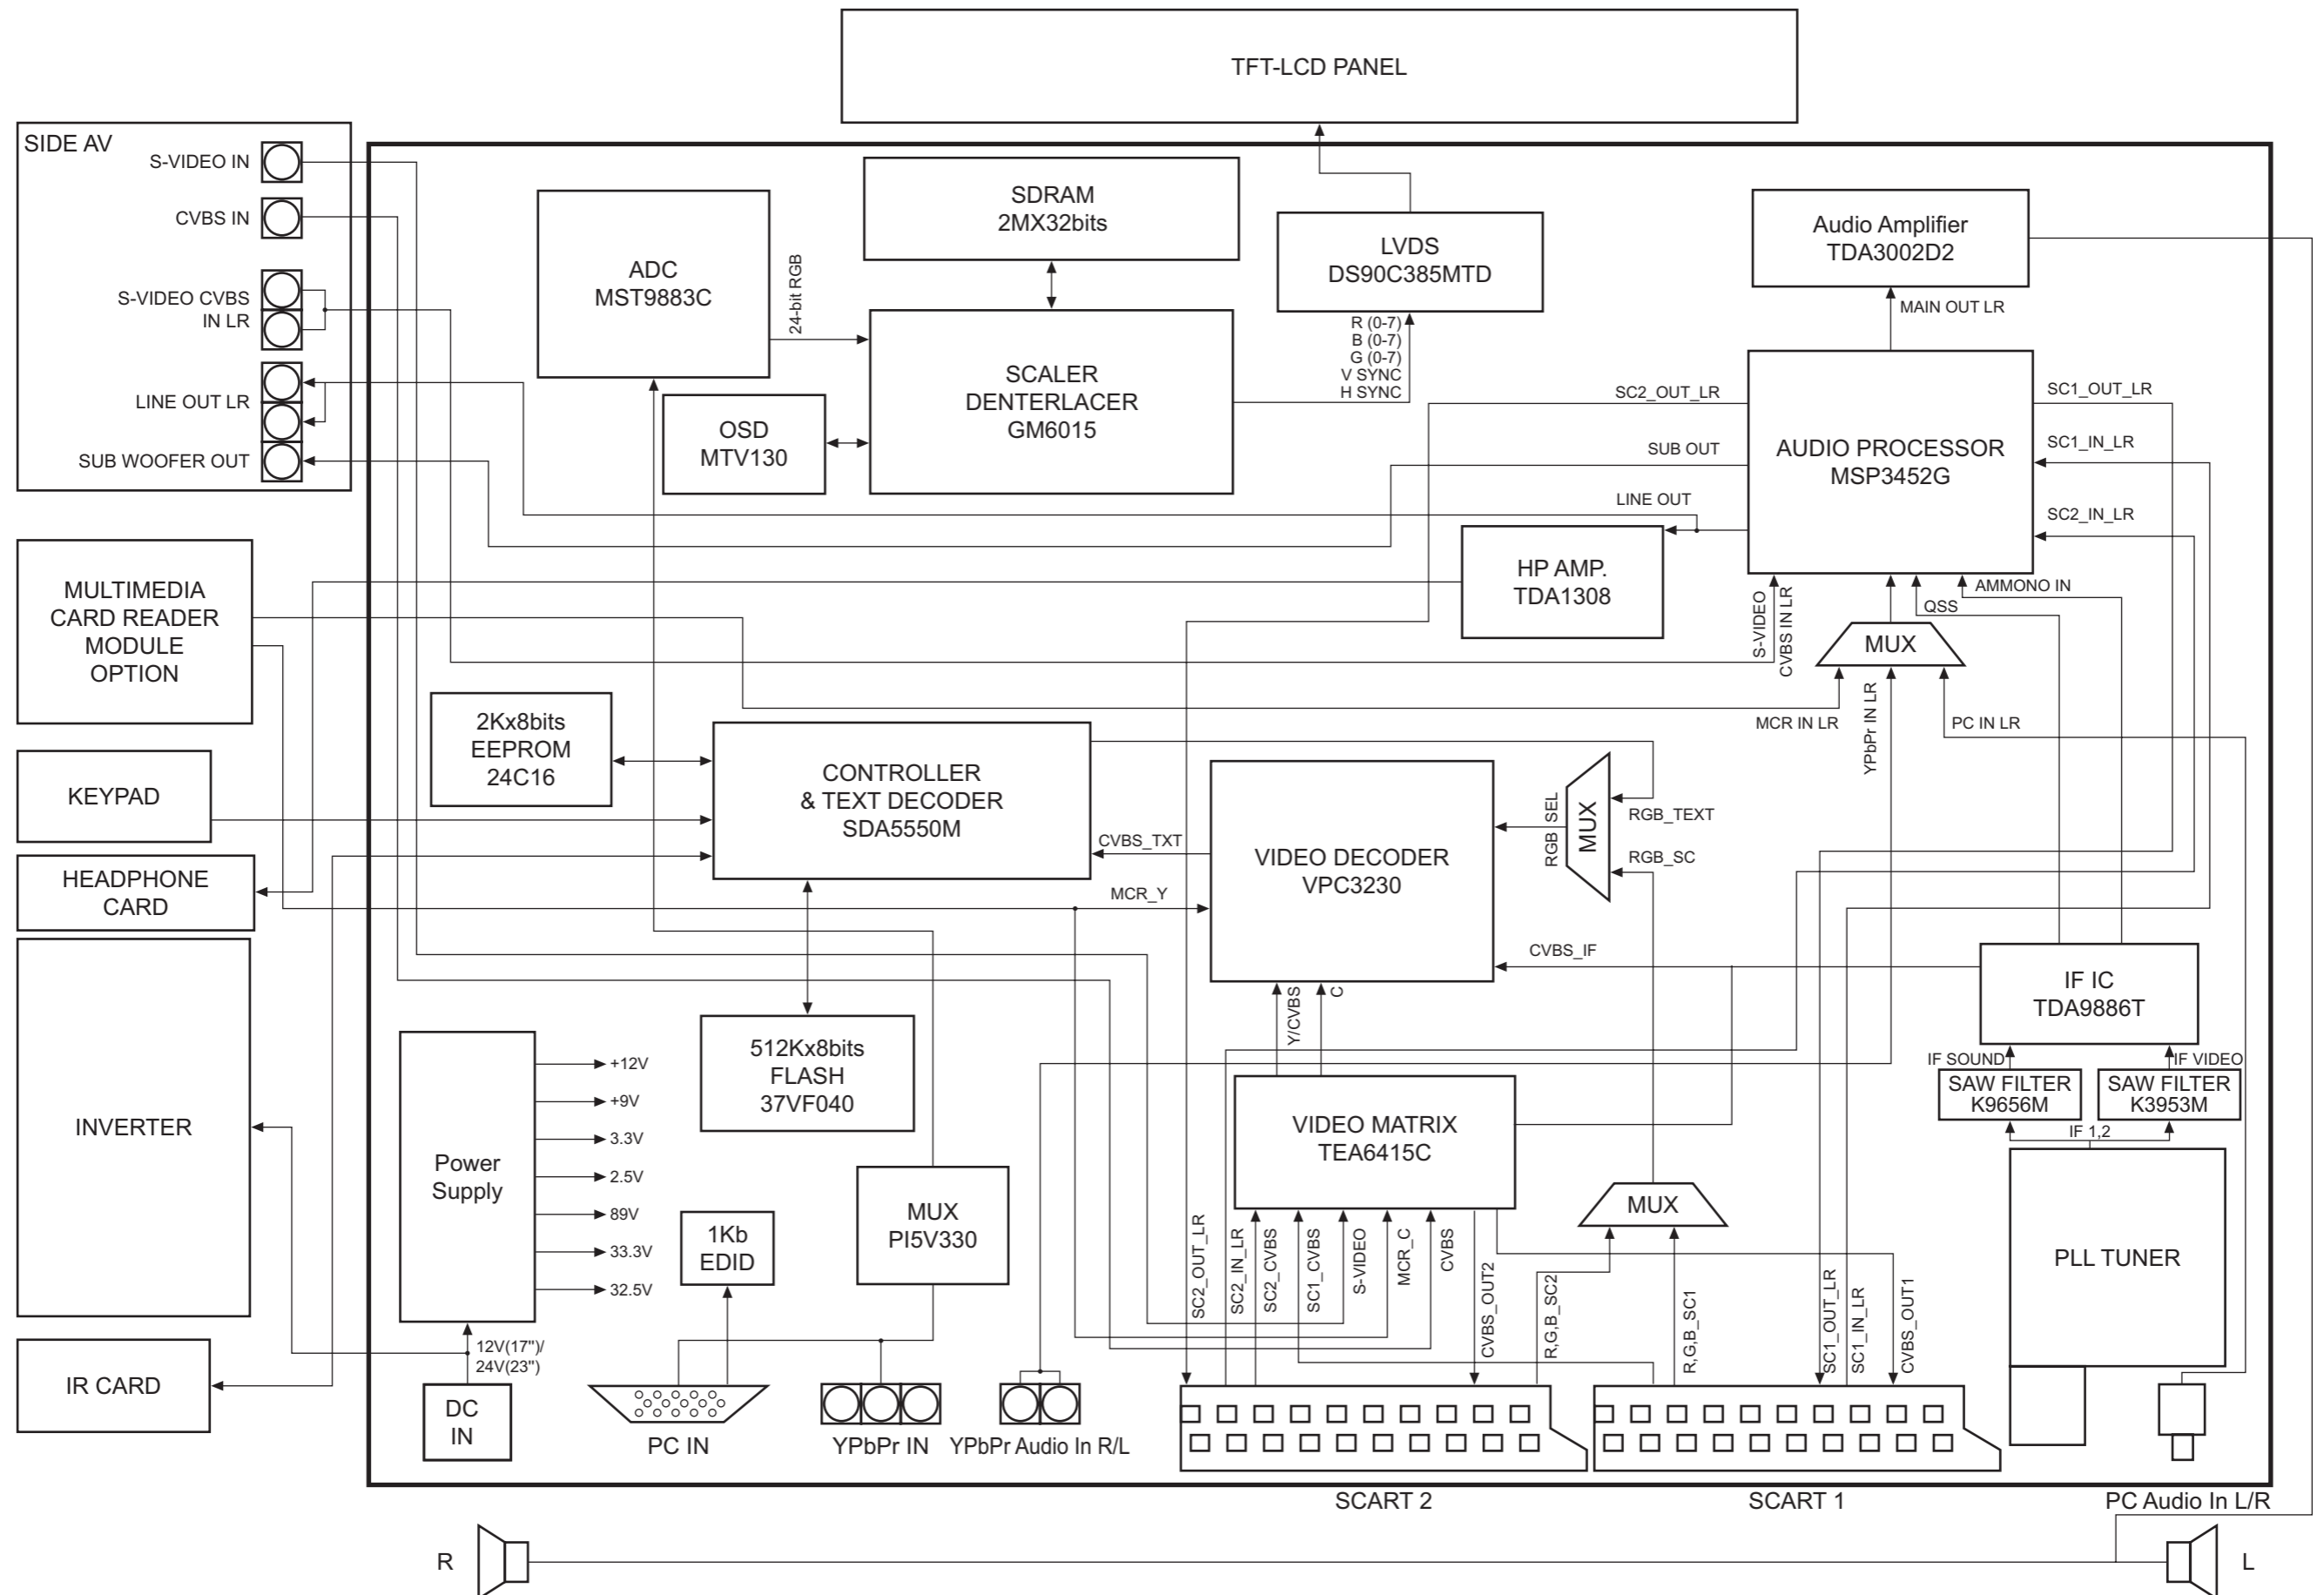 TFT-LCD PANEL
SIDE AV
S-VIDEO IN
CVBS IN
S-VIDEO CVBS
IN LR
LINE OUT LR
SUB WOOFER OUT
ADC
MST9883C
24-bit RGB
SDRAM
2MX32bits
LVDS
DS90C385MTD
R (0-7)
B (0-7)
G (0-7)
V SYNC
H SYNC
Audio Amplifier
TDA3002D2
MAIN OUT LR
SCALER
DENTERLACER
GM6015
OSD
MTV130
SC2_OUT_LR
SUB OUT
LINE OUT
AUDIO PROCESSOR
MSP3452G
SC1_OUT_LR
SC1_IN_LR
SC2_IN_LR
HP AMP.
TDA1308
S-VIDEO
CVBS IN LR
QSS
AMMONO IN
MUX
MCR IN LR
YPbPr IN LR
PC IN LR
MULTIMEDIA
CARD READER
MODULE
OPTION
KEYPAD
HEADPHONE
CARD
INVERTER
IR CARD
2Kx8bits
EEPROM
24C16
CONTROLLER
& TEXT DECODER
SDA5550M
CVBS_TXT
MCR_Y
VIDEO DECODER
VPC3230
RGB_SEL
MUX
RGB_TEXT
RGB_SC
CVBS_IF
Y/CVBS
C
IF IC
TDA9886T
IF SOUND
IF VIDEO
SAW FILTER
K9656M
SAW FILTER
K3953M
IF 1,2
PLL TUNER
512Kx8bits
FLASH
37VF040
Power
Supply
+12V
+9V
3.3V
2.5V
89V
33.3V
32.5V
12V(17")/
24V(23")
DC
IN
1Kb
EDID
MUX
PI5V330
VIDEO MATRIX
TEA6415C
MUX
SC2_OUT_LR
SC2_IN_LR
SC2_CVBS
SC1_CVBS
S-VIDEO
MCR_C
CVBS
CVBS_OUT2
R,G,B_SC2
R,G,B_SC1
SC1_OUT_LR
SC1_IN_LR
CVBS_OUT1
PC IN
YPbPr IN
YPbPr Audio In R/L
SCART 2
SCART 1
PC Audio In L/R
R
L